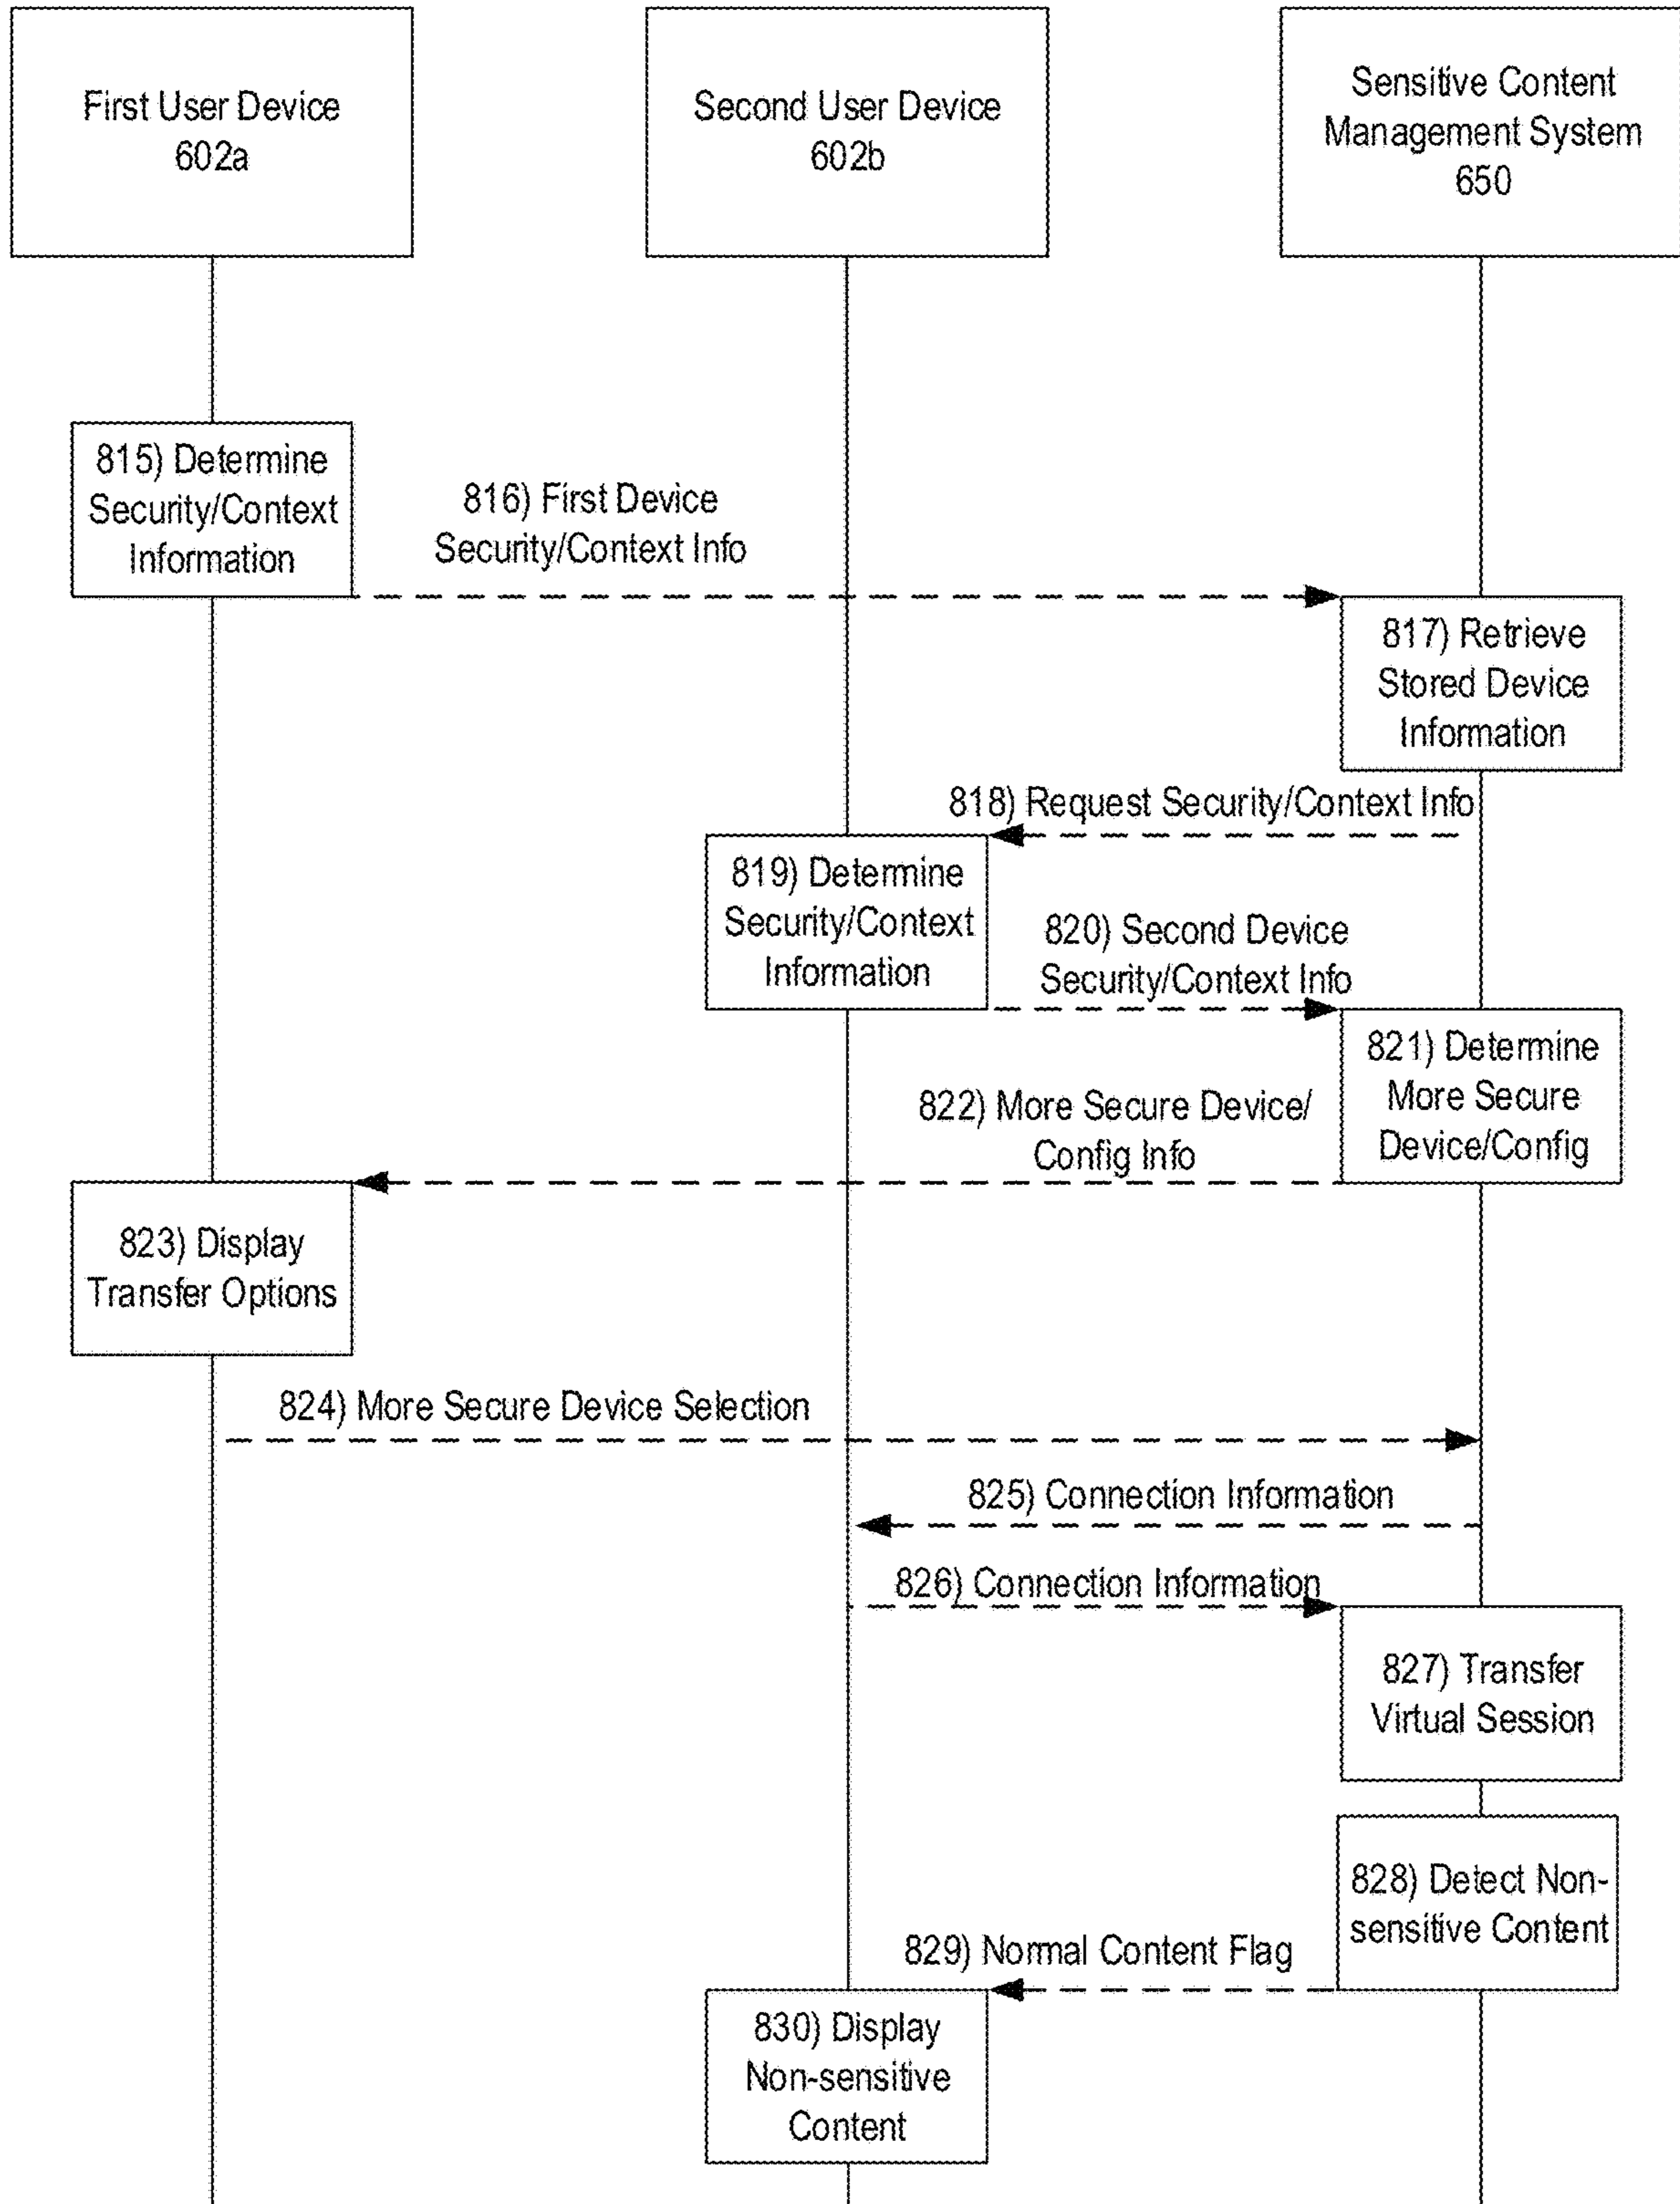 First User Device
602a
Second User Device
602b
Sensitive Content
Management System
650
815) Determine
Security/Context
Information
816) First Device
Security/Context Info
817) Retrieve
Stored Device
Information
818) Request Security/Context Info
819) Determine
Security/Context
Information
820) Second Device
Security/Context Info
821) Determine
More Secure
Device/Config
822) More Secure Device/
Config Info
823) Display
Transfer Options
824) More Secure Device Selection
825) Connection Information
826) Connection Information
827) Transfer
Virtual Session
828) Detect Non-
sensitive Content
829) Normal Content Flag
830) Display
Non-sensitive
Content